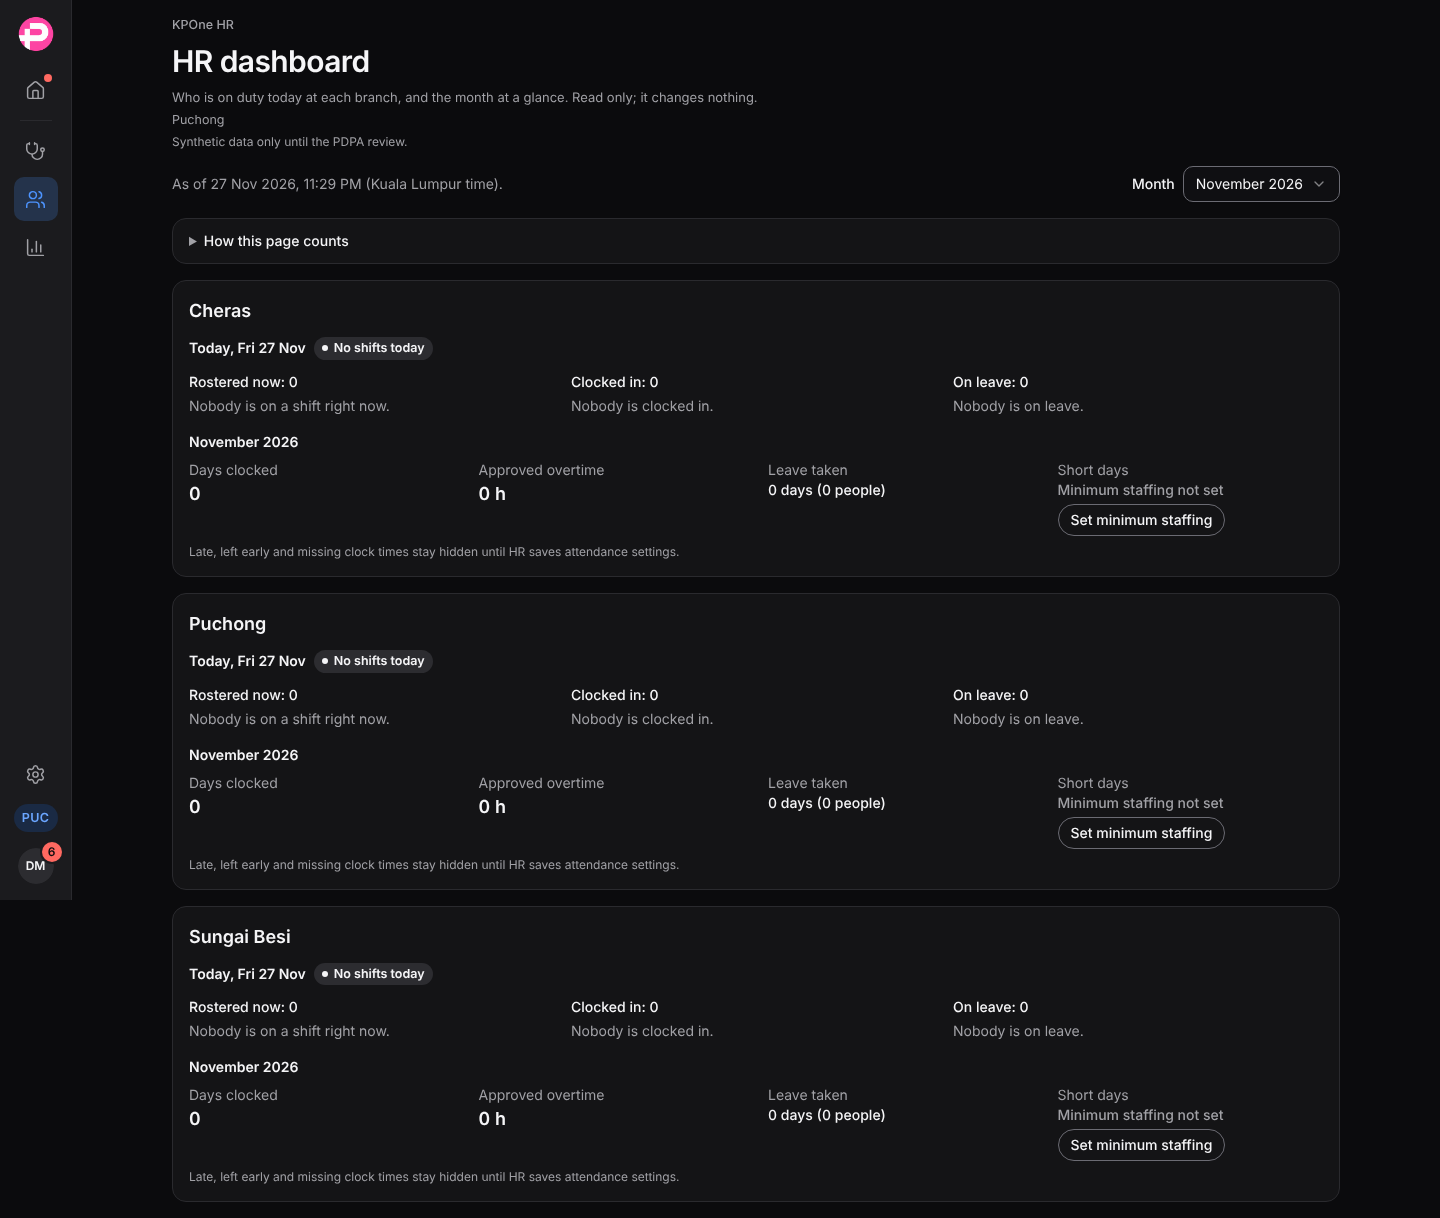 KPOne HR
HR dashboard
Who is on duty today at each branch, and the month at a glance. Read only; it changes nothing.
Puchong
Synthetic data only until the PDPA review.
As of 27 Nov 2026, 11:29 PM (Kuala Lumpur time).
Month November 2026
How this page counts
Cheras
Today, Fri 27 Nov No shifts today
Rostered now: 0 Clocked in: 0 On leave: 0
Nobody is on a shift right now. Nobody is clocked in. Nobody is on leave.
November 2026
Days clocked Approved overtime Leave taken Short days
0 0 h 0 days (0 people) Minimum staffing not set
Set minimum staffing
Late, left early and missing clock times stay hidden until HR saves attendance settings.
Puchong
Today, Fri 27 Nov No shifts today
Rostered now: 0 Clocked in: 0 On leave: 0
Nobody is on a shift right now. Nobody is clocked in. Nobody is on leave.
November 2026
Days clocked Approved overtime Leave taken Short days
0 0 h 0 days (0 people) Minimum staffing not set
Set minimum staffing
Late, left early and missing clock times stay hidden until HR saves attendance settings.
Sungai Besi
Today, Fri 27 Nov No shifts today
Rostered now: 0 Clocked in: 0 On leave: 0
Nobody is on a shift right now. Nobody is clocked in. Nobody is on leave.
November 2026
Days clocked Approved overtime Leave taken Short days
0 0 h 0 days (0 people) Minimum staffing not set
Set minimum staffing
Late, left early and missing clock times stay hidden until HR saves attendance settings.
PUC
6
DM